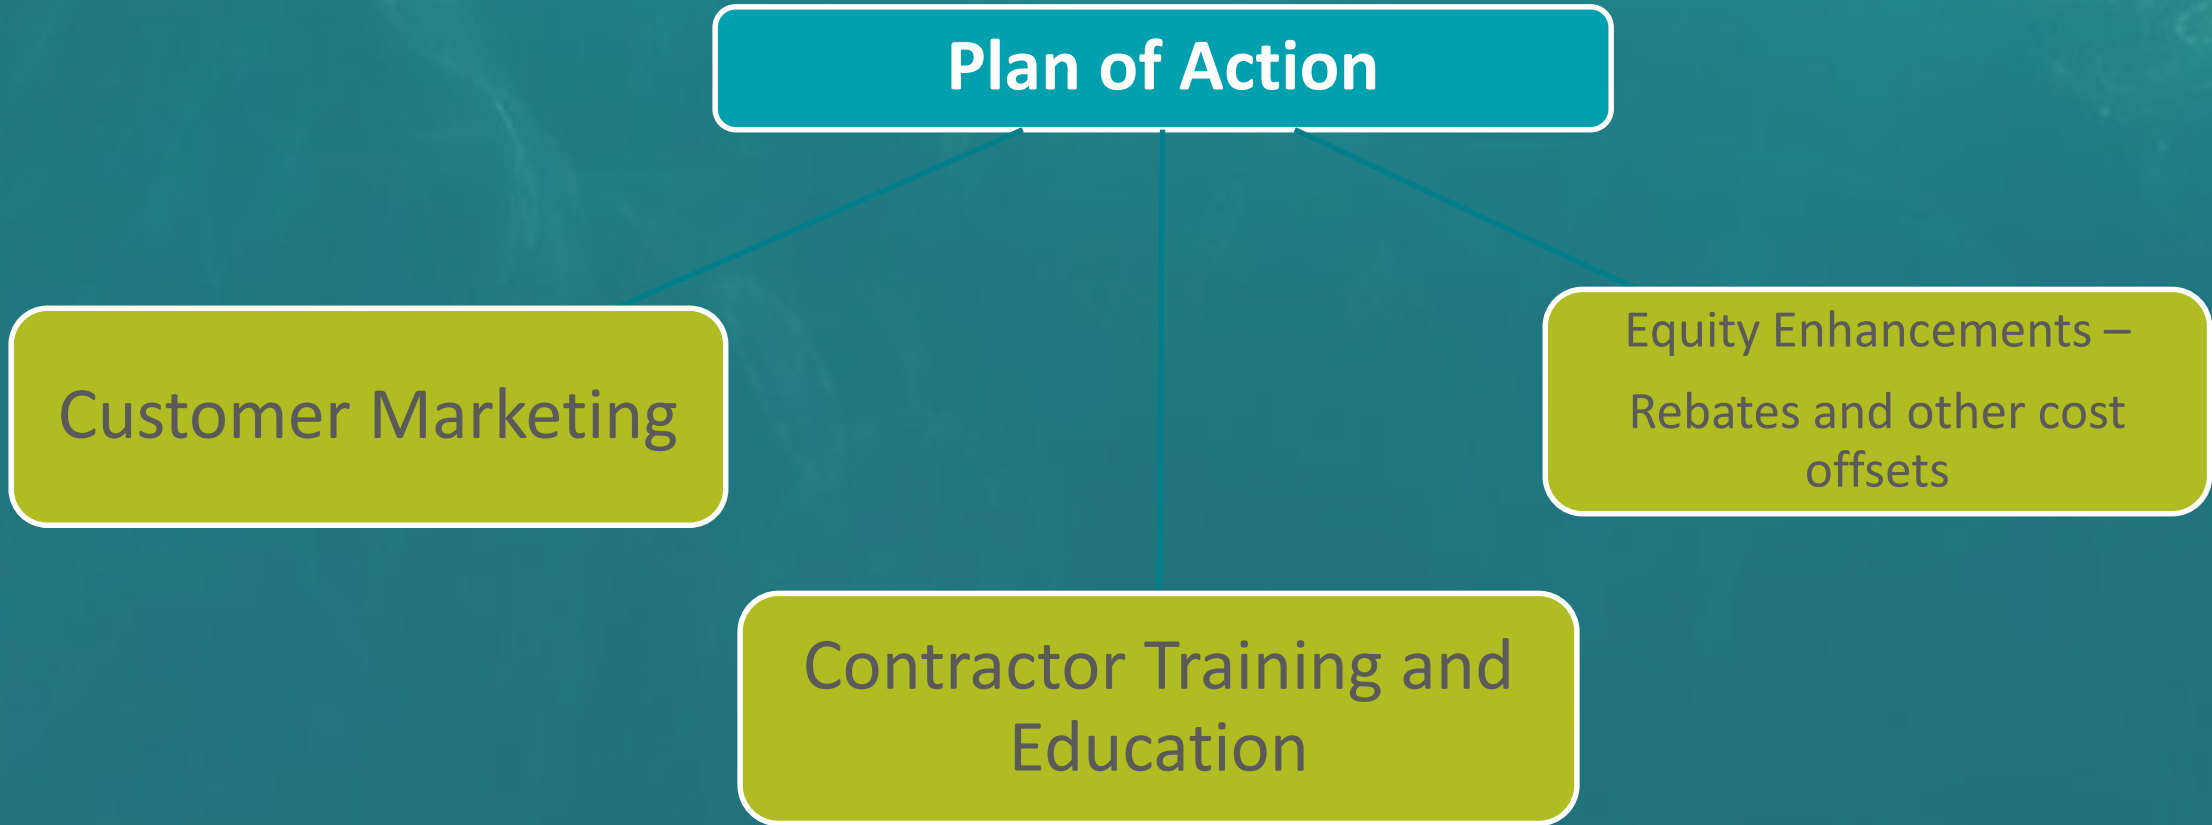 Plan of Action
Customer Marketing
Equity Enhancements –
Rebates and other cost
offsets
Contractor Training and
Education